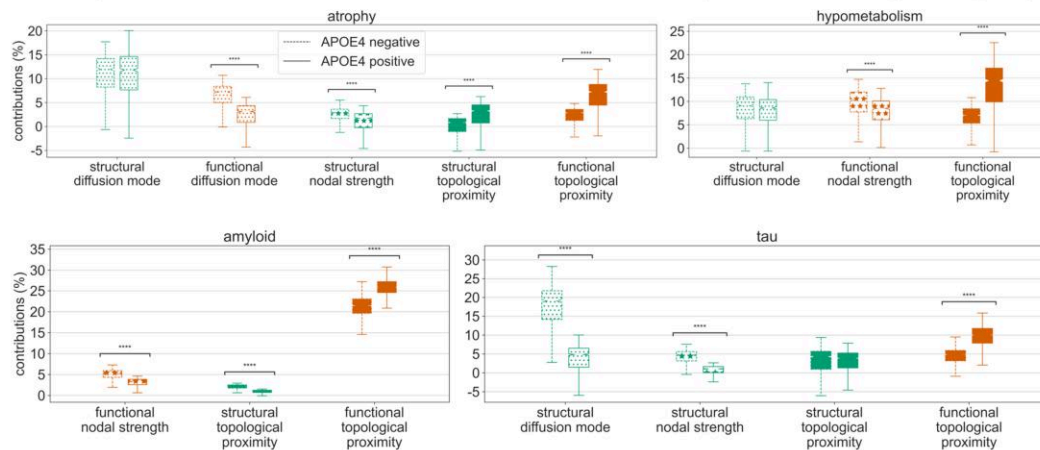 atrophy
contributions (%)
20
15
10
5
0
-5
APOE4 negative
APOE4 positive
****
****
****
****
structural
diffusion mode
functional
diffusion mode
structural
nodal strength
structural
topological
proximity
functional
topological
proximity
hypometabolism
25
20
15
10
5
0
****
****
structural
diffusion mode
functional
nodal strength
functional
topological
proximity
amyloid
contributions (%)
35
30
25
20
15
10
5
0
****
****
****
functional
nodal strength
structural
topological
proximity
functional
topological
proximity
tau
30
25
20
15
10
5
0
-5
****
****
****
structural
diffusion mode
structural
nodal strength
structural
topological
proximity
functional
topological
proximity